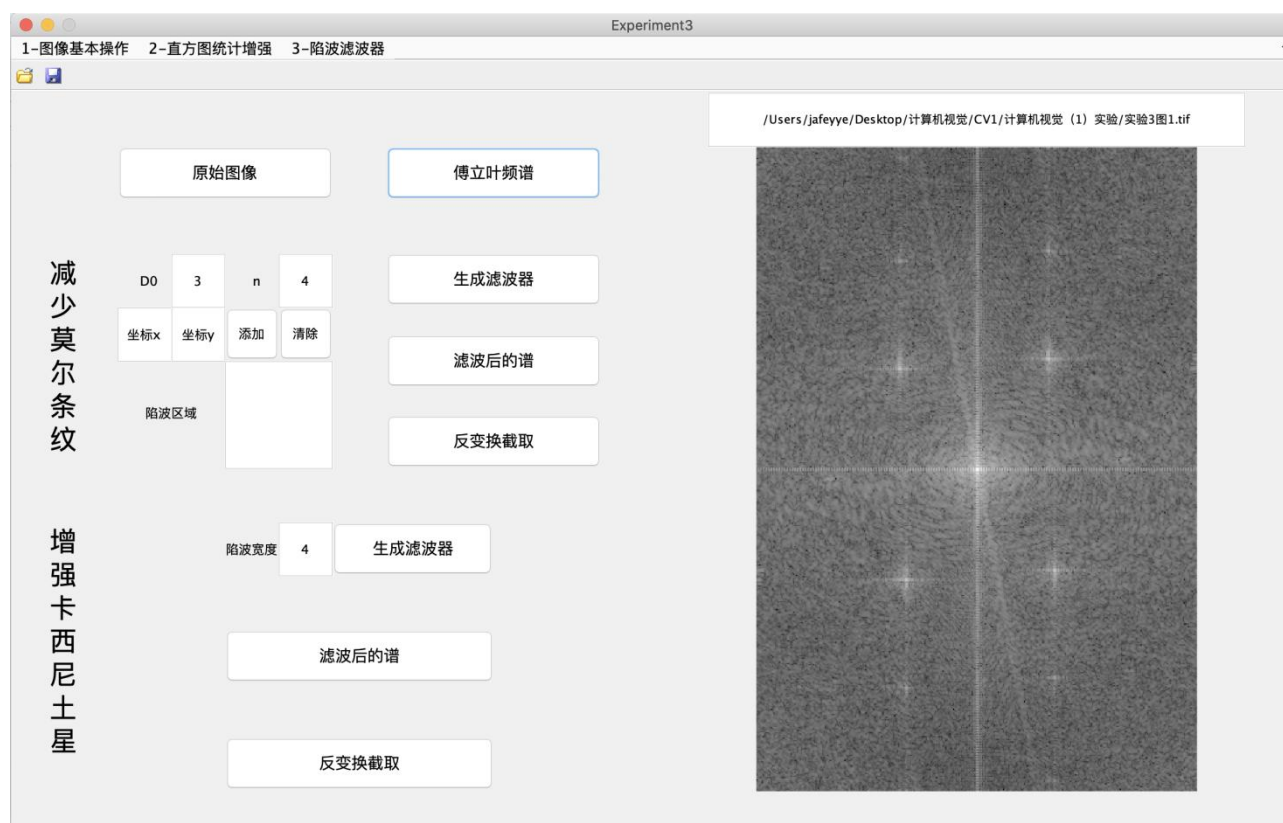 Experiment3
1-图像基本操作 2-直方图统计增强 3-陷波滤波器
/Users/jafeyye/Desktop/计算机视觉/CV1/计算机视觉（1）实验/实验3图1.tif
原始图像 傅立叶频谱
减少莫尔条纹
D0 3 n 4 生成滤波器
坐标x 坐标y 添加 清除
滤波后的谱
陷波区域
反变换截取
增强卡西尼土星
陷波宽度 4 生成滤波器
滤波后的谱
反变换截取